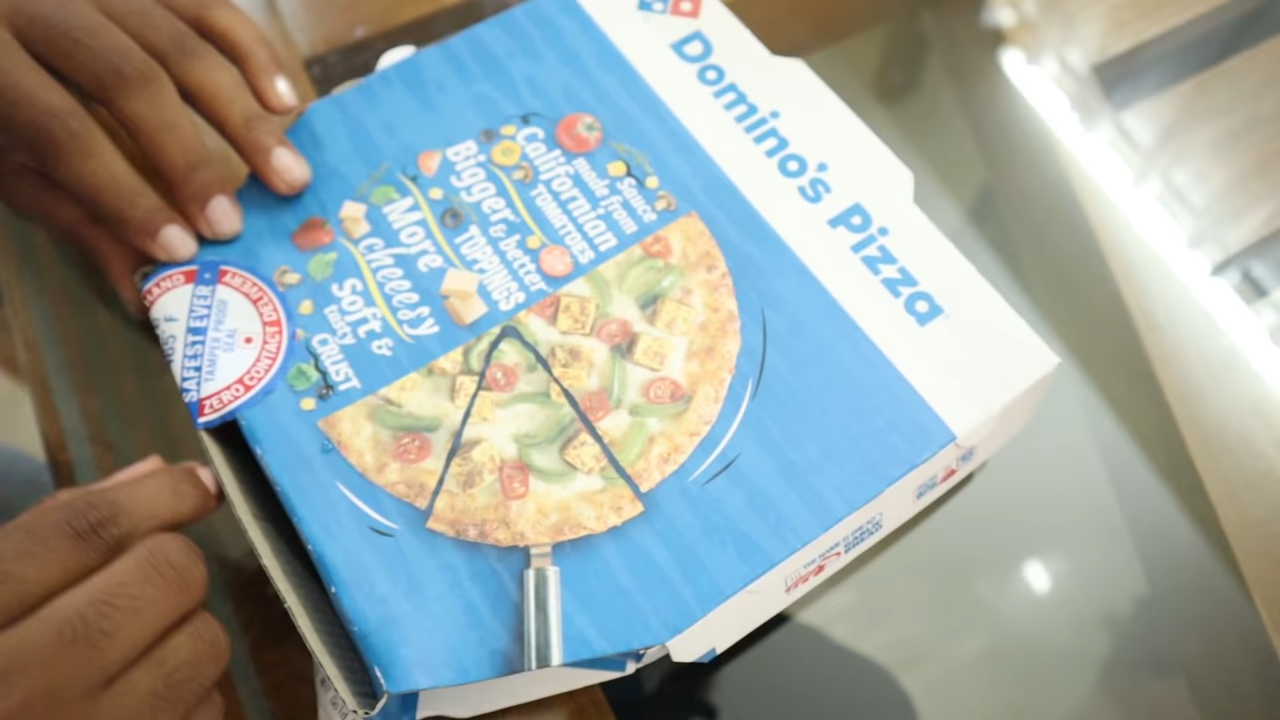 Domino's Pizza
Sauce
made from
Californian
TOMATOES
Bigger & better
TOPPINGS
More
cheeesy
Soft &
tasty
CRUST
SAFEST EVER
TAMPER PROOF
SEAL
ZERO CONTACT DELIVERY